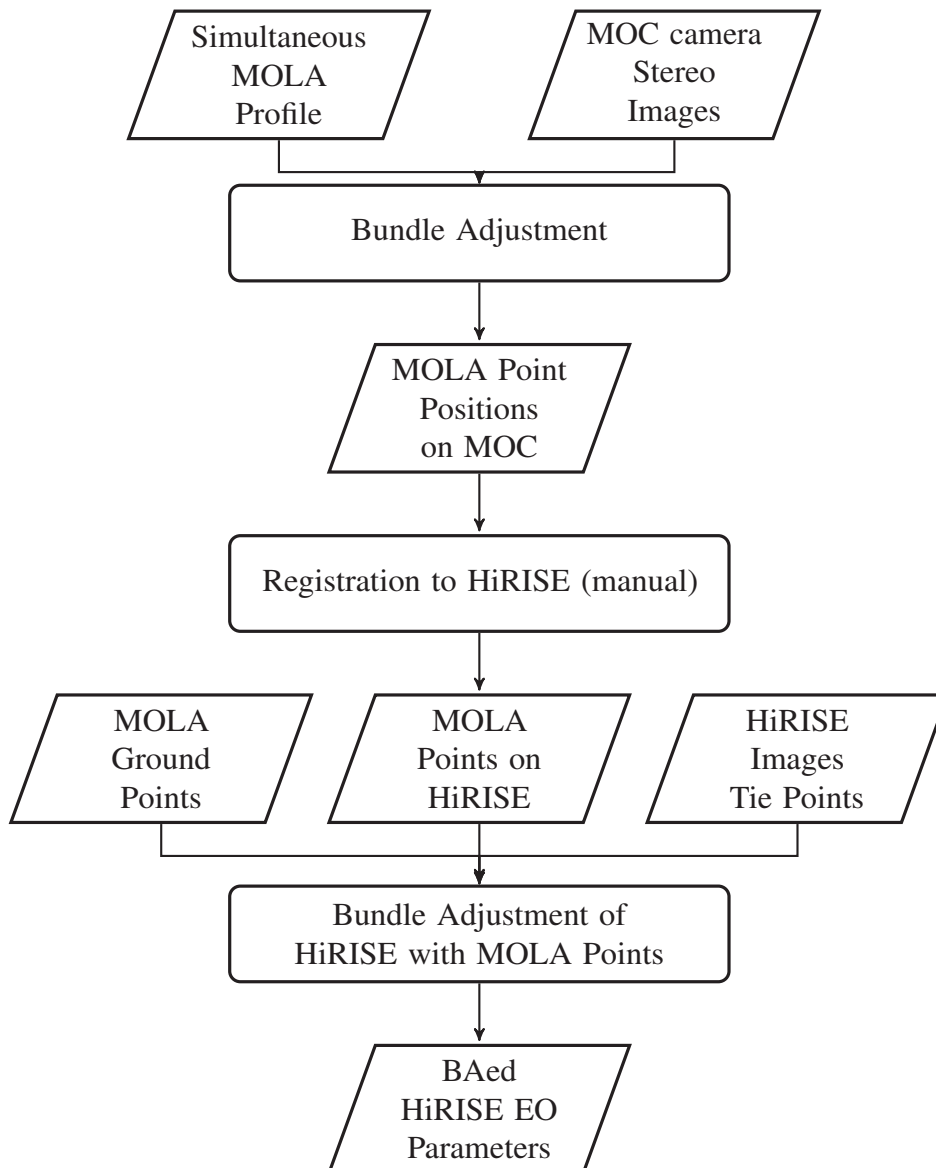 Simultaneous
MOLA
Profile
MOC camera
Stereo
Images
Bundle Adjustment
MOLA Point
Positions
on MOC
Registration to HiRISE (manual)
MOLA
Ground
Points
MOLA
Points on
HiRISE
HiRISE
Images
Tie Points
Bundle Adjustment of
HiRISE with MOLA Points
BAed
HiRISE EO
Parameters